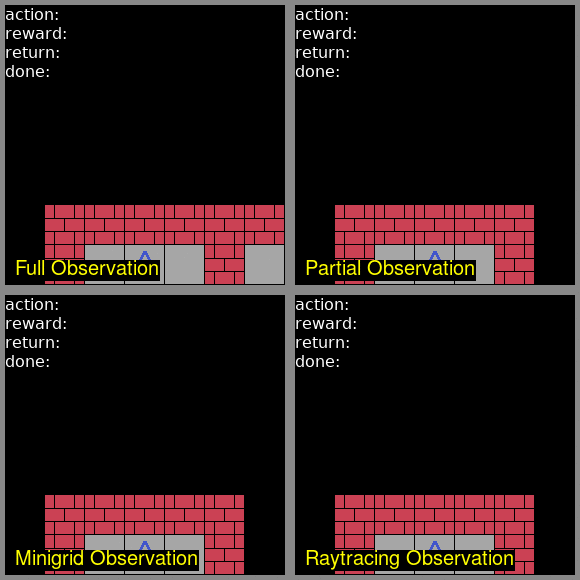 action:
reward:
return:
done:
Full Observation
action:
reward:
return:
done:
Partial Observation
action:
reward:
return:
done:
Minigrid Observation
action:
reward:
return:
done:
Raytracing Observation